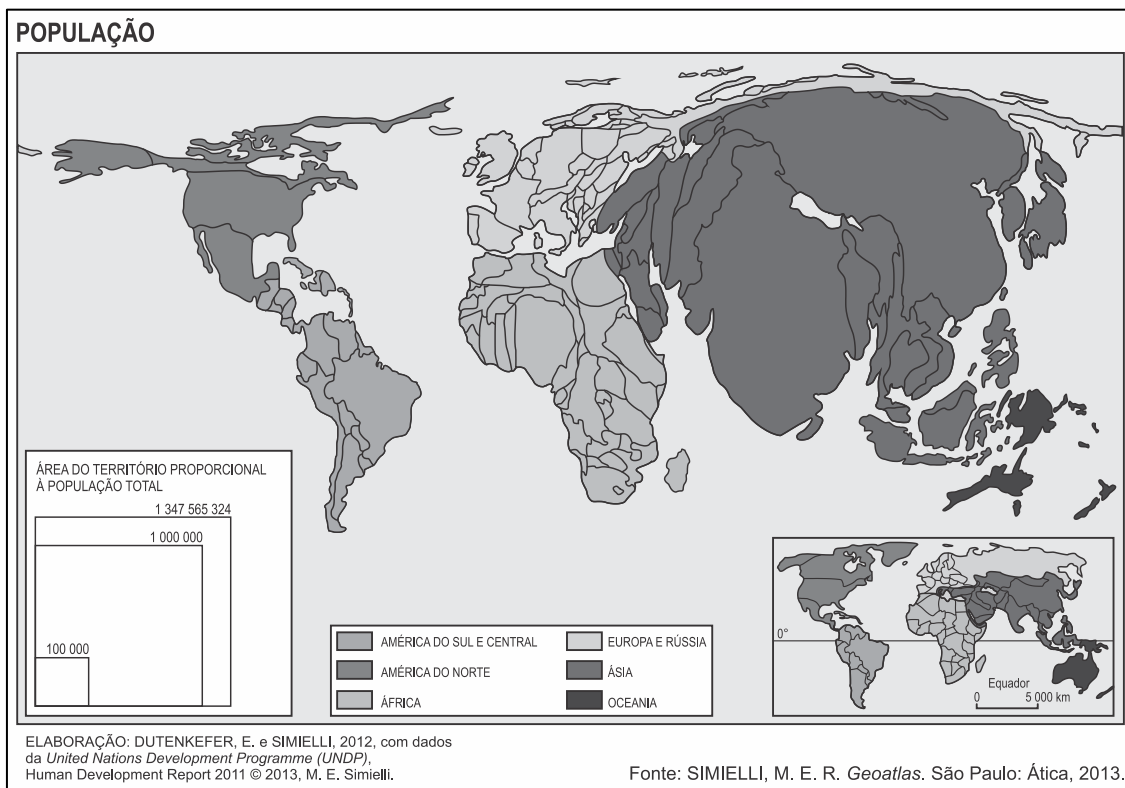 POPULAÇÃO
ÁREA DO TERRITÓRIO PROPORCIONAL
À POPULAÇÃO TOTAL
1 347 565 324
1 000 000
100 000
AMÉRICA DO SUL E CENTRAL
AMÉRICA DO NORTE
ÁFRICA
EUROPA E RÚSSIA
ÁSIA
OCEANIA
0°
Equador
0 5 000 km
ELABORAÇÃO: DUTENKEFER, E. e SIMIELLI, 2012, com dados
da United Nations Development Programme (UNDP),
Human Development Report 2011 © 2013, M. E. Simielli.
Fonte: SIMIELLI, M. E. R. Geoatlas. São Paulo: Ática, 2013.